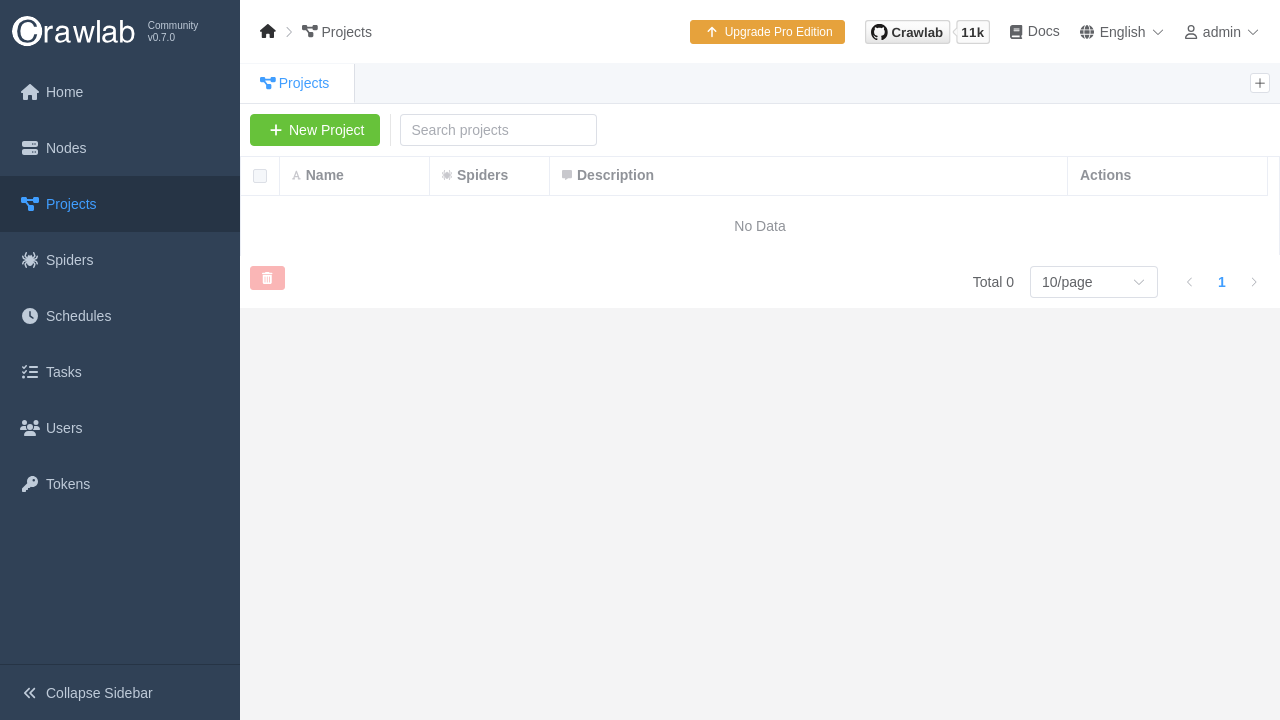 Crawlab
Community
v0.7.0
Home
Nodes
Projects
Spiders
Schedules
Tasks
Users
Tokens
Collapse Sidebar
Projects
Upgrade Pro Edition
Crawlab
11k
Docs
English
admin
Projects
New Project
Search projects
Name
Spiders
Description
Actions
No Data
Total 0
10/page
1